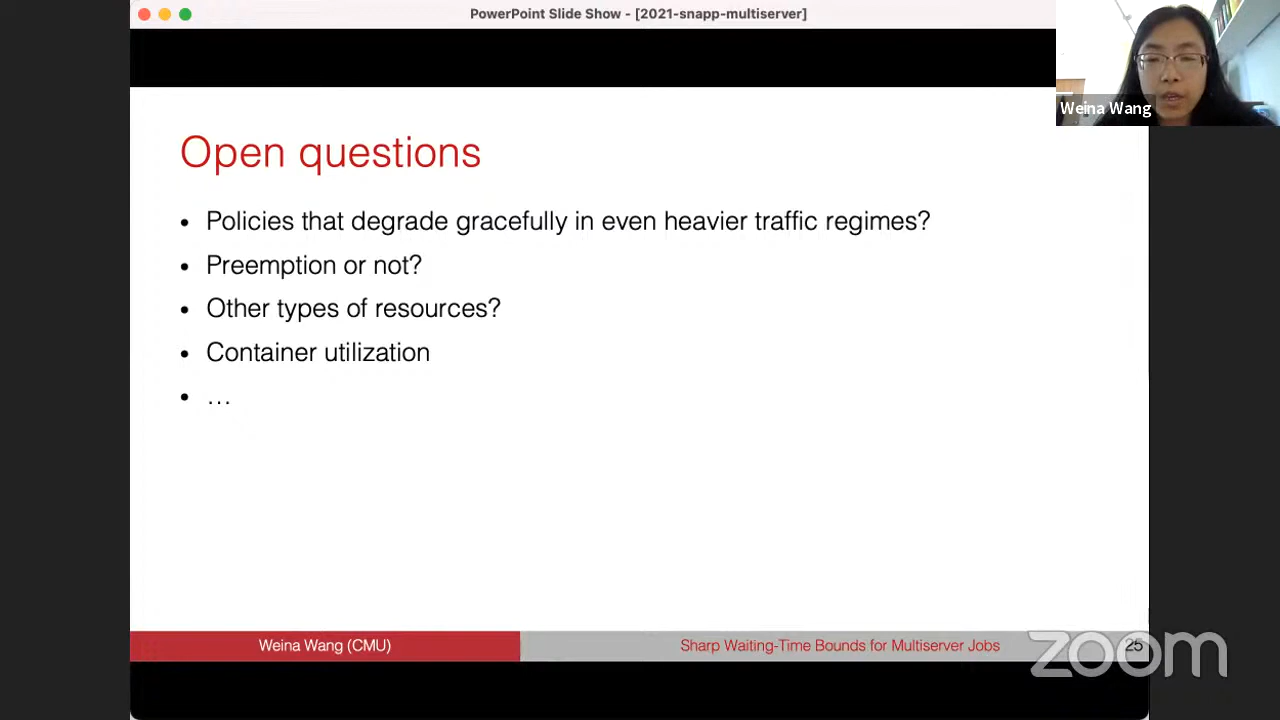 PowerPoint Slide Show - [2021-snapp-multiserver]
Weina Wang
Open questions
• Policies that degrade gracefully in even heavier traffic regimes?
• Preemption or not?
• Other types of resources?
• Container utilization
• …
Weina Wang (CMU)
Sharp Waiting-Time Bounds for Multiserver Jobs
25
zoom